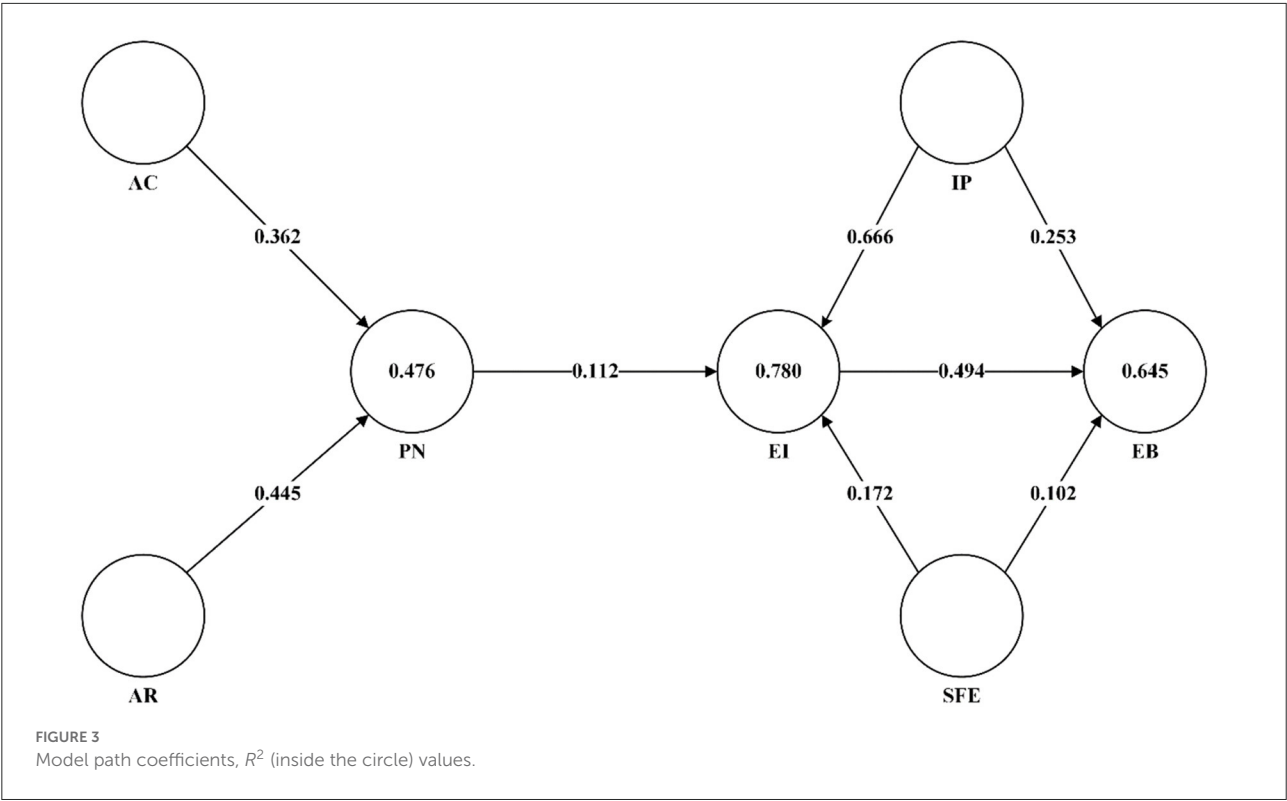 AC
IP
0.362
0.666
0.253
0.476
0.112
0.780
0.494
0.645
PN
EI
EB
0.445
0.172
0.102
AR
SFE
FIGURE 3
Model path coefficients, R² (inside the circle) values.